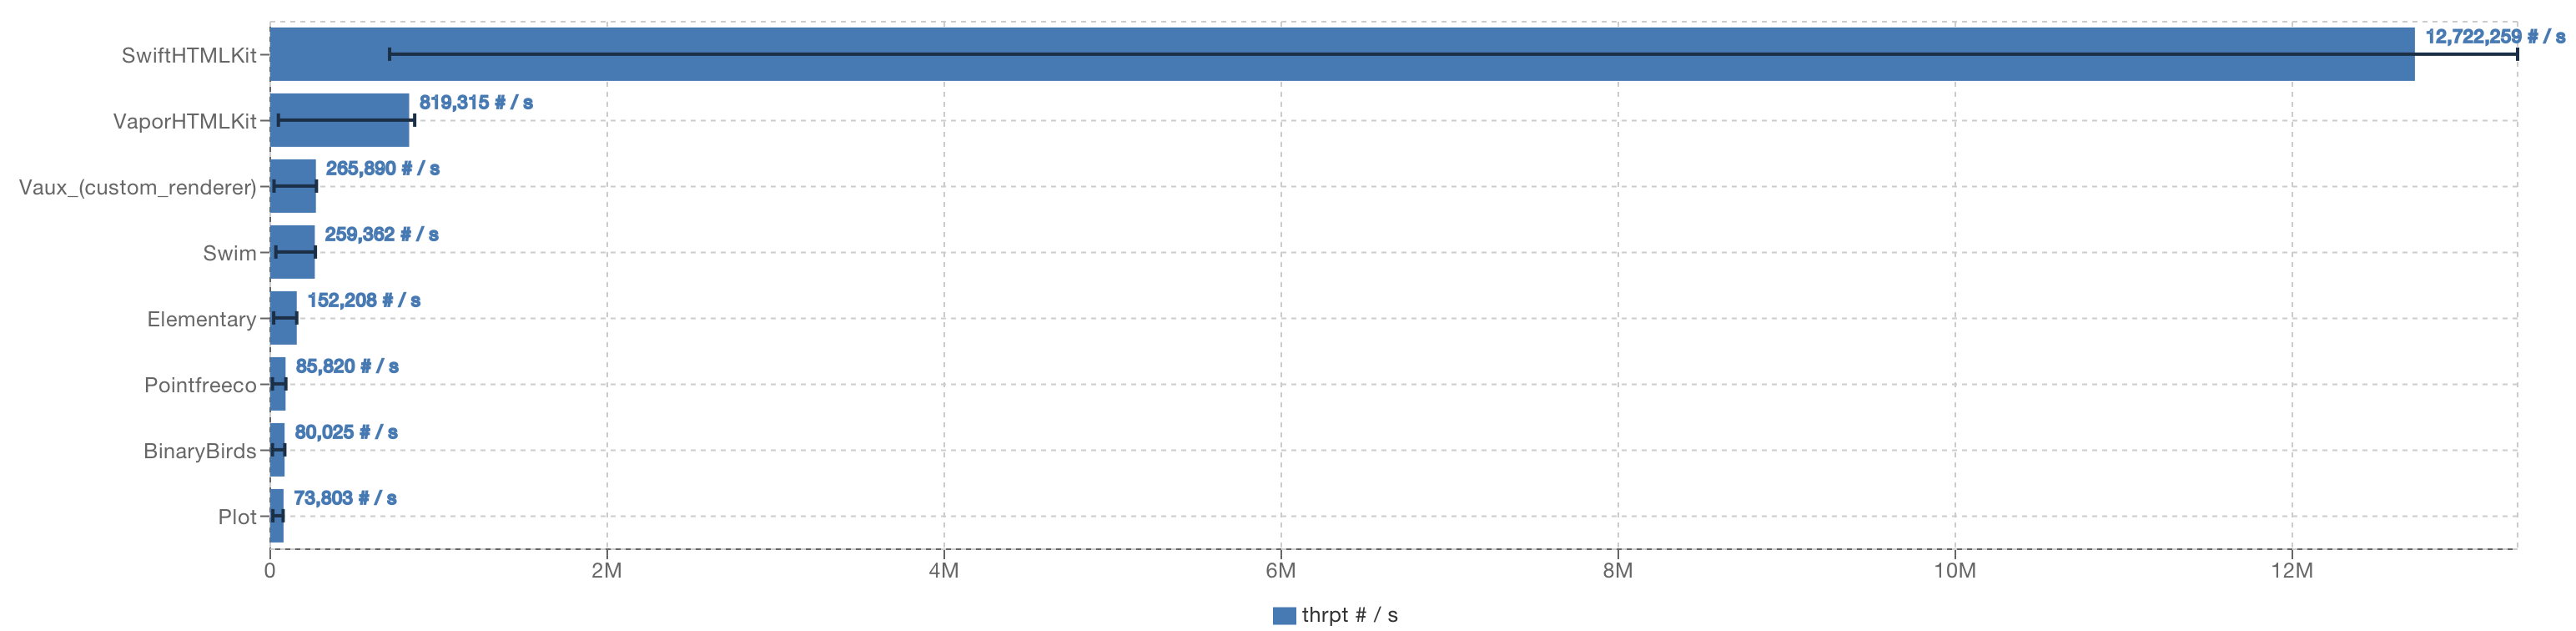 SwiftHTMLKit 12,722,259 # / s
VaporHTMLKit 819,315 # / s
Vaux_(custom_renderer) 265,890 # / s
Swim 259,362 # / s
Elementary 152,208 # / s
Pointfreeco 85,820 # / s
BinaryBirds 80,025 # / s
Plot 73,803 # / s
0 2M 4M 6M 8M 10M 12M
thrpt # / s